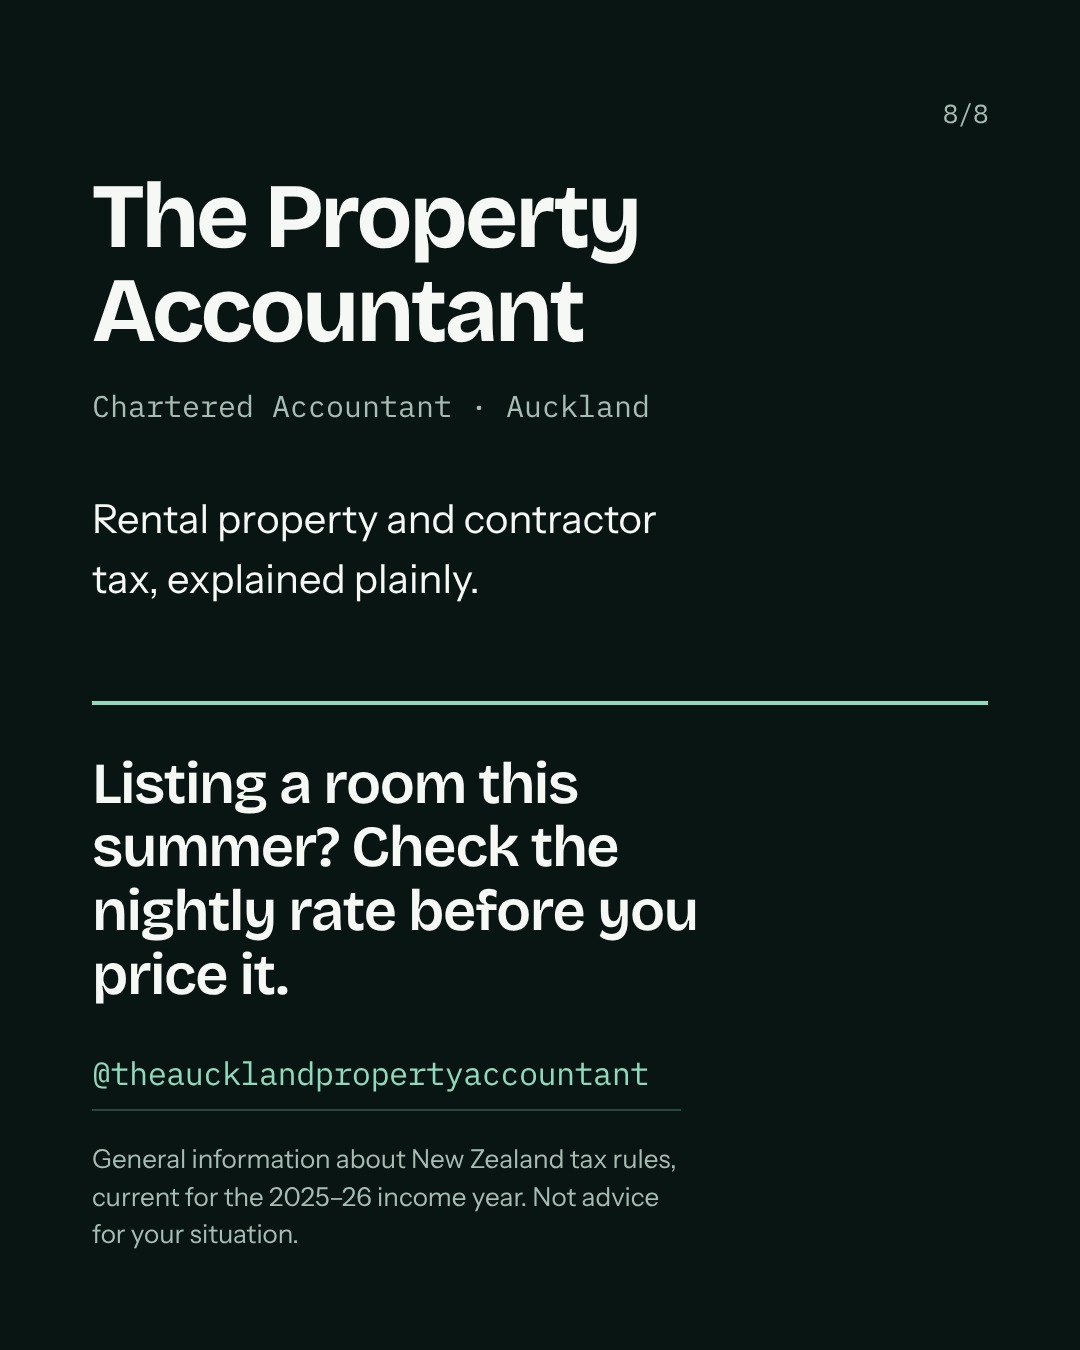 8/8
The Property
Accountant
Chartered Accountant · Auckland
Rental property and contractor
tax, explained plainly.
Listing a room this
summer? Check the
nightly rate before you
price it.
@theaucklandpropertyaccountant
General information about New Zealand tax rules,
current for the 2025–26 income year. Not advice
for your situation.